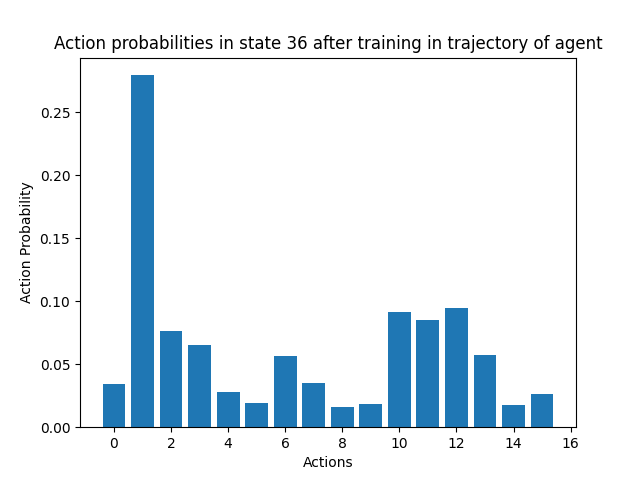 Action probabilities in state 36 after training in trajectory of agent
0.25
0.20
0.15
0.10
0.05
0.00
Action Probability
0 2 4 6 8 10 12 14 16
Actions